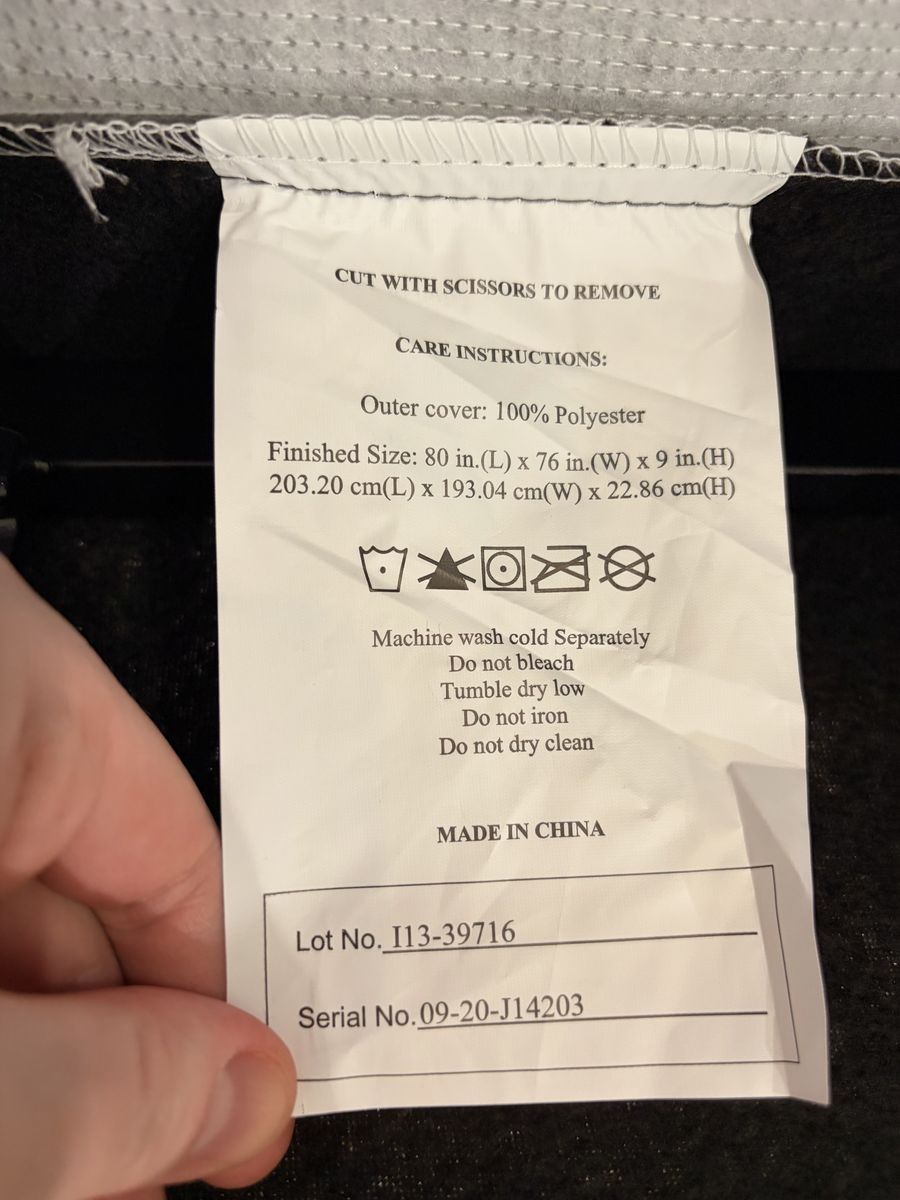 CUT WITH SCISSORS TO REMOVE
CARE INSTRUCTIONS:
Outer cover: 100% Polyester
Finished Size: 80 in.(L) x 76 in.(W) x 9 in.(H)
203.20 cm(L) x 193.04 cm(W) x 22.86 cm(H)
Machine wash cold Separately
Do not bleach
Tumble dry low
Do not iron
Do not dry clean
MADE IN CHINA
Lot No. I13-39716
Serial No. 09-20-J14203